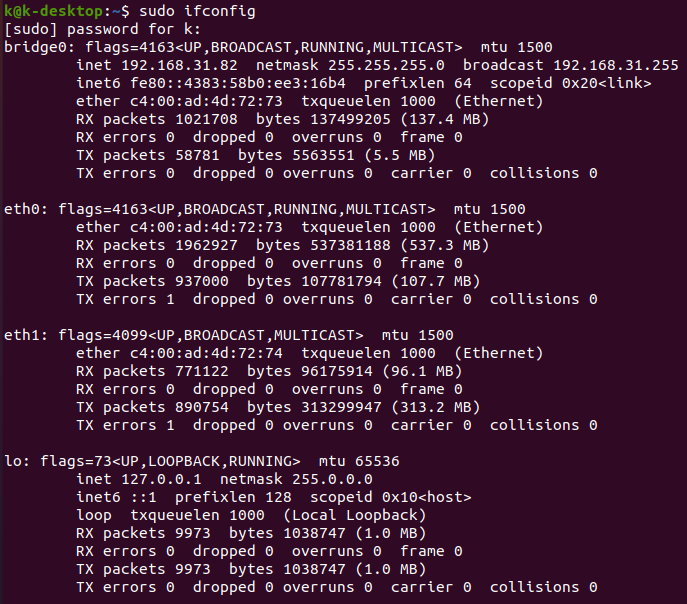 k@k-desktop:~$ sudo ifconfig
[sudo] password for k:
bridge0: flags=4163<UP,BROADCAST,RUNNING,MULTICAST>  mtu 1500
        inet 192.168.31.82  netmask 255.255.255.0  broadcast 192.168.31.255
        inet6 fe80::4383:58b0:ee3:16b4  prefixlen 64  scopeid 0x20<link>
        ether c4:00:ad:4d:72:73  txqueuelen 1000  (Ethernet)
        RX packets 1021708  bytes 137499205 (137.4 MB)
        RX errors 0  dropped 0  overruns 0  frame 0
        TX packets 58781  bytes 5563551 (5.5 MB)
        TX errors 0  dropped 0 overruns 0  carrier 0  collisions 0

eth0: flags=4163<UP,BROADCAST,RUNNING,MULTICAST>  mtu 1500
        ether c4:00:ad:4d:72:73  txqueuelen 1000  (Ethernet)
        RX packets 1962927  bytes 537381188 (537.3 MB)
        RX errors 0  dropped 0  overruns 0  frame 0
        TX packets 937000  bytes 107781794 (107.7 MB)
        TX errors 1  dropped 0 overruns 0  carrier 0  collisions 0

eth1: flags=4099<UP,BROADCAST,MULTICAST>  mtu 1500
        ether c4:00:ad:4d:72:74  txqueuelen 1000  (Ethernet)
        RX packets 771122  bytes 96175914 (96.1 MB)
        RX errors 0  dropped 0  overruns 0  frame 0
        TX packets 890754  bytes 313299947 (313.2 MB)
        TX errors 1  dropped 0 overruns 0  carrier 0  collisions 0

lo: flags=73<UP,LOOPBACK,RUNNING>  mtu 65536
        inet 127.0.0.1  netmask 255.0.0.0
        inet6 ::1  prefixlen 128  scopeid 0x10<host>
        loop  txqueuelen 1000  (Local Loopback)
        RX packets 9973  bytes 1038747 (1.0 MB)
        RX errors 0  dropped 0  overruns 0  frame 0
        TX packets 9973  bytes 1038747 (1.0 MB)
        TX errors 0  dropped 0 overruns 0  carrier 0  collisions 0